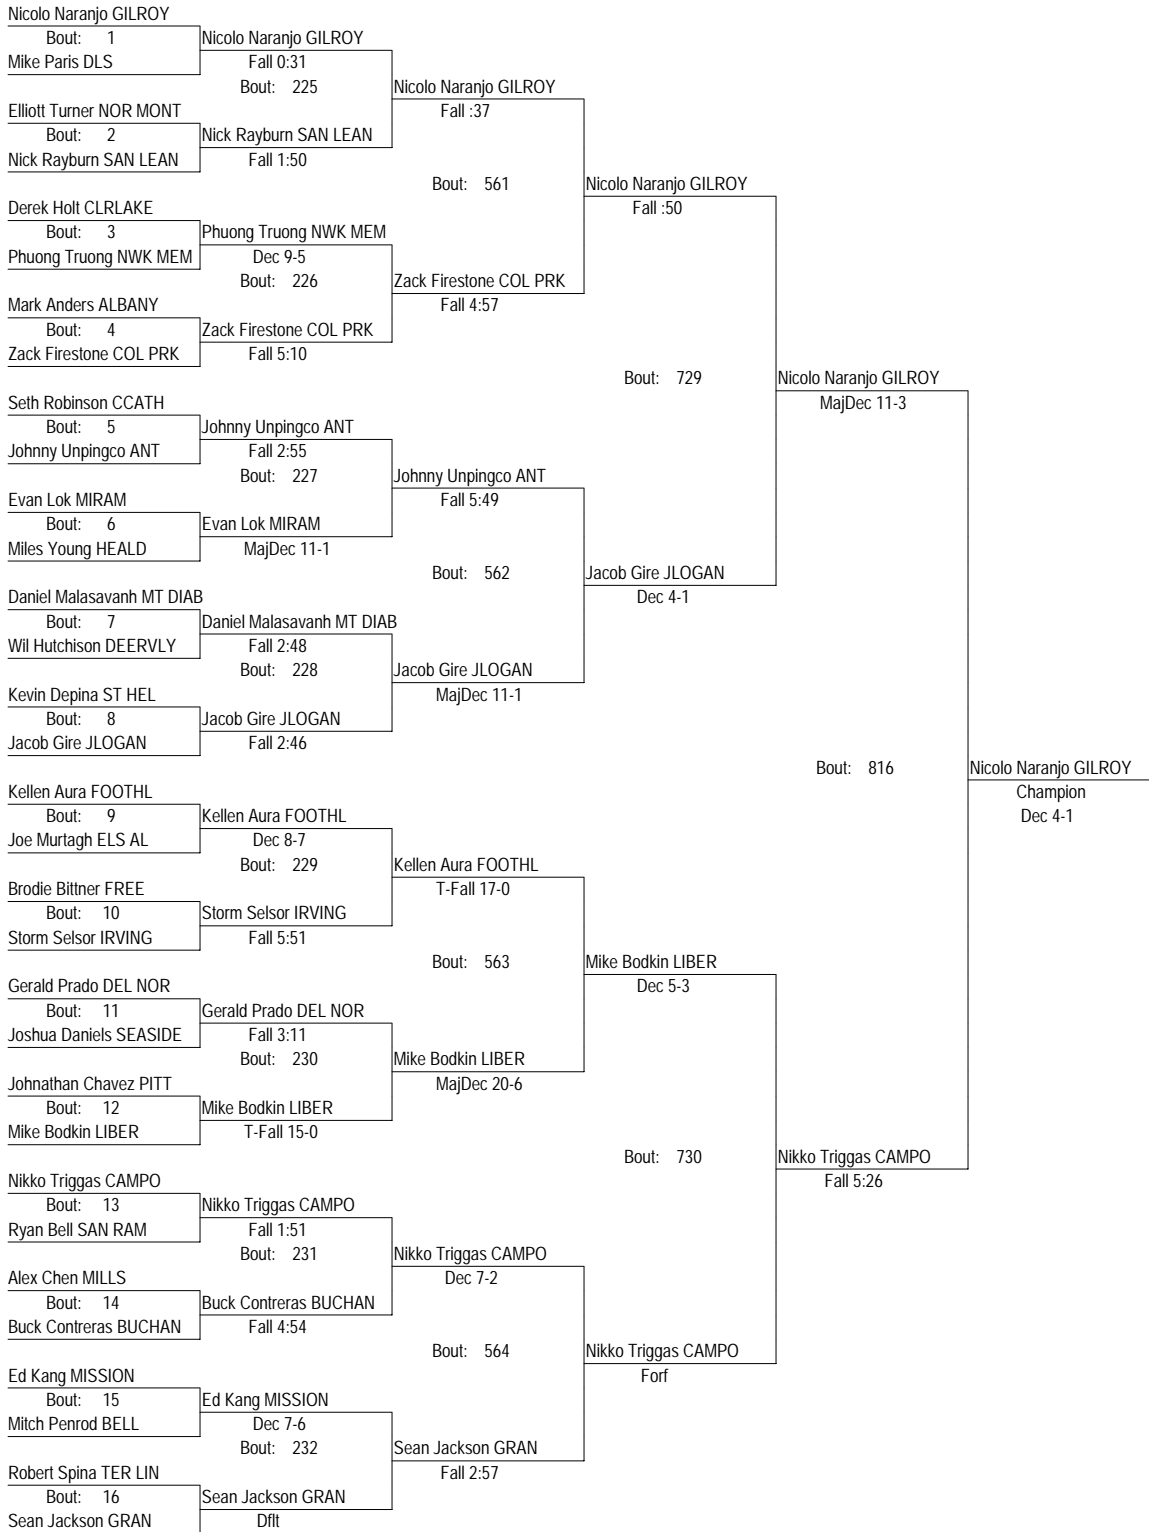 Nicolo Naranjo GILROY
Bout: 1
Mike Paris DLS
Elliott Turner NOR MONT
Bout: 2
Nick Rayburn SAN LEAN
Derek Holt CLRLAKE
Bout: 3
Phuong Truong NWK MEM
Mark Anders ALBANY
Bout: 4
Zack Firestone COL PRK
Seth Robinson CCATH
Bout: 5
Johnny Unpingco ANT
Evan Lok MIRAM
Bout: 6
Miles Young HEALD
Daniel Malasavanh MT DIAB
Bout: 7
Wil Hutchison DEERVLY
Kevin Depina ST HEL
Bout: 8
Jacob Gire JLOGAN
Kellen Aura FOOTHL
Bout: 9
Joe Murtagh ELS AL
Brodie Bittner FREE
Bout: 10
Storm Selsor IRVING
Gerald Prado DEL NOR
Bout: 11
Joshua Daniels SEASIDE
Johnathan Chavez PITT
Bout: 12
Mike Bodkin LIBER
Nikko Triggas CAMPO
Bout: 13
Ryan Bell SAN RAM
Alex Chen MILLS
Bout: 14
Buck Contreras BUCHAN
Ed Kang MISSION
Bout: 15
Mitch Penrod BELL
Robert Spina TER LIN
Bout: 16
Sean Jackson GRAN
Nicolo Naranjo GILROY
Fall 0:31
Bout: 225
Nick Rayburn SAN LEAN
Fall 1:50
Phuong Truong NWK MEM
Dec 9-5
Bout: 226
Zack Firestone COL PRK
Fall 5:10
Johnny Unpingco ANT
Fall 2:55
Bout: 227
Evan Lok MIRAM
MajDec 11-1
Daniel Malasavanh MT DIAB
Fall 2:48
Bout: 228
Jacob Gire JLOGAN
Fall 2:46
Kellen Aura FOOTHL
Dec 8-7
Bout: 229
Storm Selsor IRVING
Fall 5:51
Gerald Prado DEL NOR
Fall 3:11
Bout: 230
Mike Bodkin LIBER
T-Fall 15-0
Nikko Triggas CAMPO
Fall 1:51
Bout: 231
Buck Contreras BUCHAN
Fall 4:54
Ed Kang MISSION
Dec 7-6
Bout: 232
Sean Jackson GRAN
Dflt
Nicolo Naranjo GILROY
Fall :37
Bout: 561
Zack Firestone COL PRK
Fall 4:57
Johnny Unpingco ANT
Fall 5:49
Bout: 562
Jacob Gire JLOGAN
MajDec 11-1
Kellen Aura FOOTHL
T-Fall 17-0
Bout: 563
Mike Bodkin LIBER
MajDec 20-6
Nikko Triggas CAMPO
Dec 7-2
Bout: 564
Sean Jackson GRAN
Fall 2:57
Nicolo Naranjo GILROY
Fall :50
Bout: 729
Jacob Gire JLOGAN
Dec 4-1
Mike Bodkin LIBER
Dec 5-3
Bout: 730
Nikko Triggas CAMPO
Forf
Nicolo Naranjo GILROY
MajDec 11-3
Bout: 816
Nikko Triggas CAMPO
Fall 5:26
Nicolo Naranjo GILROY
Champion
Dec 4-1